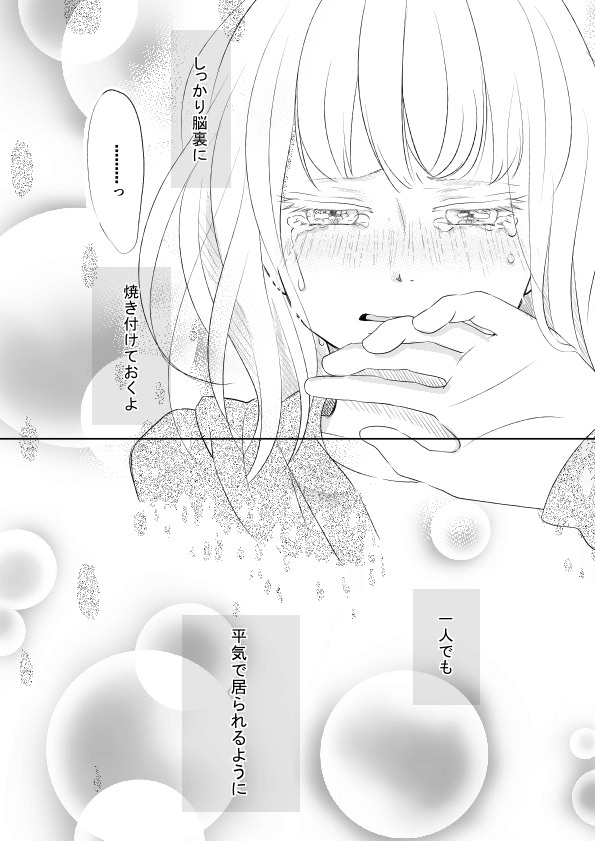 しっかり脳裏に
………っ
焼き付けておくよ
一人でも
平気で居られるように